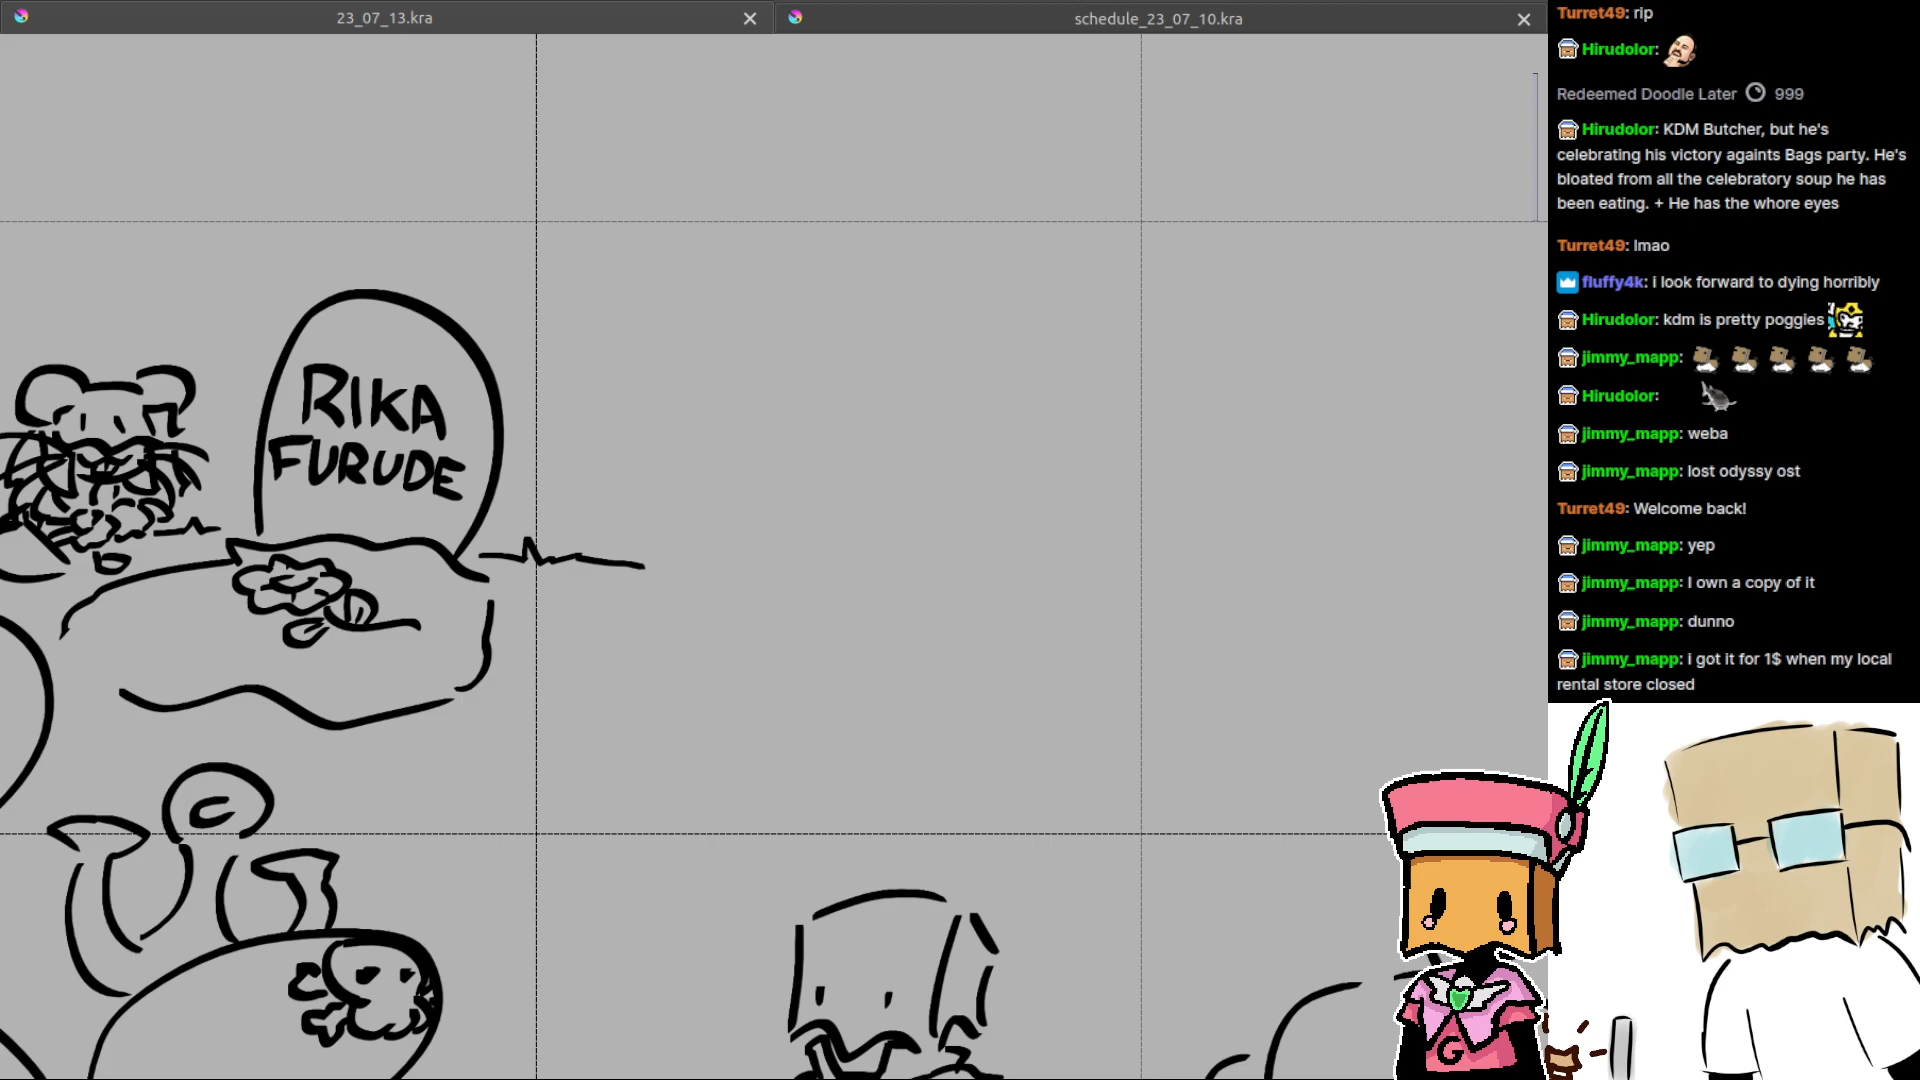 23_07_13.kra
schedule_23_07_10.kra
RIKA
FURUDE
G
Turret49: rip
Hirudolor:
Redeemed Doodle Later 999
Hirudolor: KDM Butcher, but he's
celebrating his victory againts Bags party. He's
bloated from all the celebratory soup he has
been eating. + He has the whore eyes
Turret49: lmao
fluffy4k: i look forward to dying horribly
Hirudolor: kdm is pretty poggies
jimmy_mapp:
Hirudolor:
jimmy_mapp: weba
jimmy_mapp: lost odyssy ost
Turret49: Welcome back!
jimmy_mapp: yep
jimmy_mapp: I own a copy of it
jimmy_mapp: dunno
jimmy_mapp: i got it for 1$ when my local
rental store closed